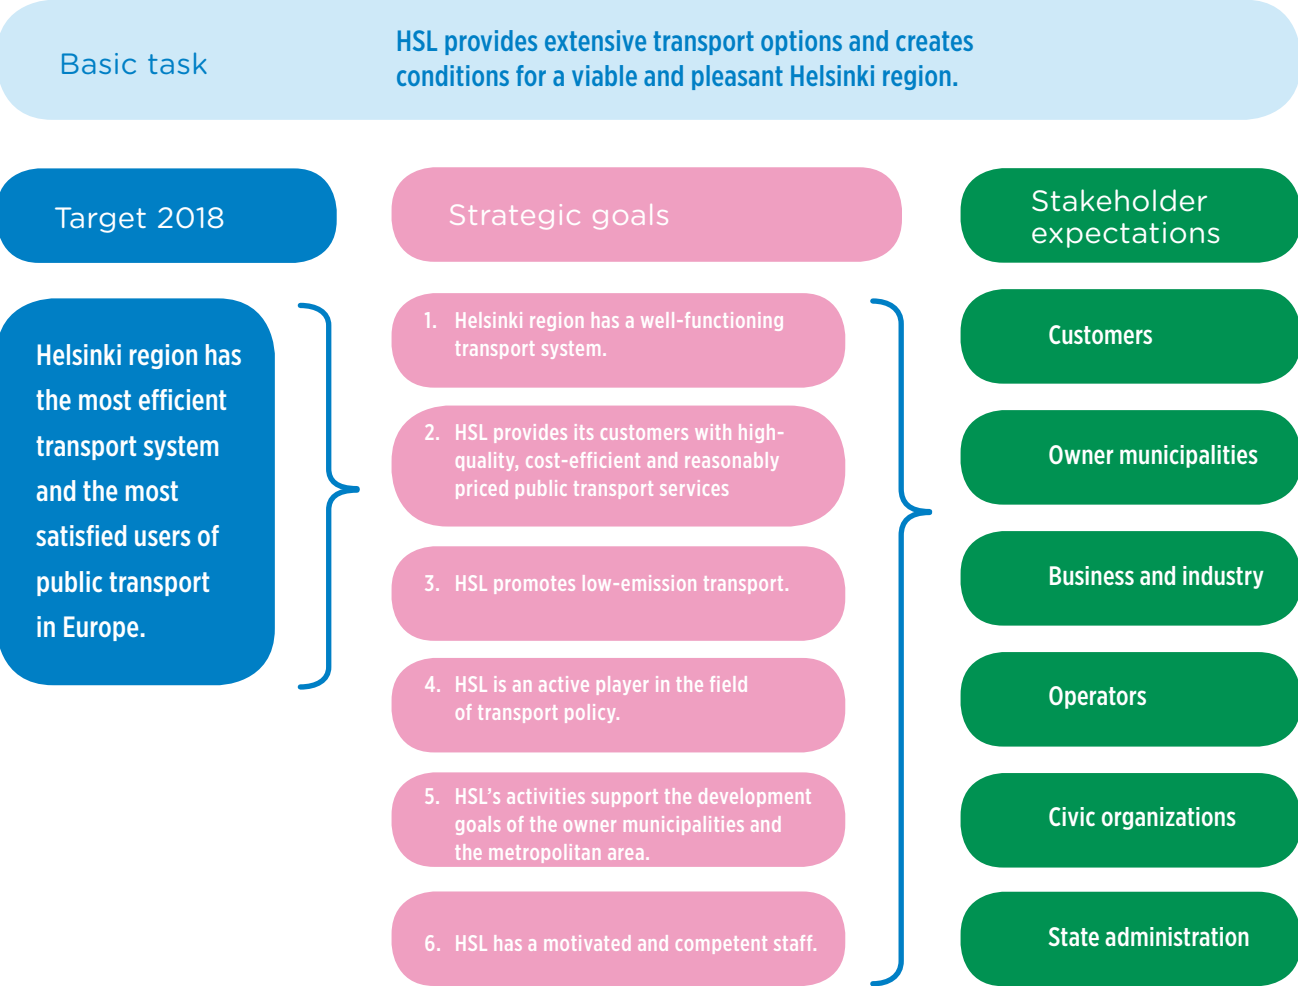 Basic task
HSL provides extensive transport options and creates
conditions for a viable and pleasant Helsinki region.
Target 2018
Helsinki region has
the most efficient
transport system
and the most
satisfied users of
public transport
in Europe.
Strategic goals
1. Helsinki region has a well-functioning
transport system.
2. HSL provides its customers with high-
quality, cost-efficient and reasonably
priced public transport services
3. HSL promotes low-emission transport.
4. HSL is an active player in the field
of transport policy.
5. HSL’s activities support the development
goals of the owner municipalities and
the metropolitan area.
6. HSL has a motivated and competent staff.
Stakeholder
expectations
Customers
Owner municipalities
Business and industry
Operators
Civic organizations
State administration